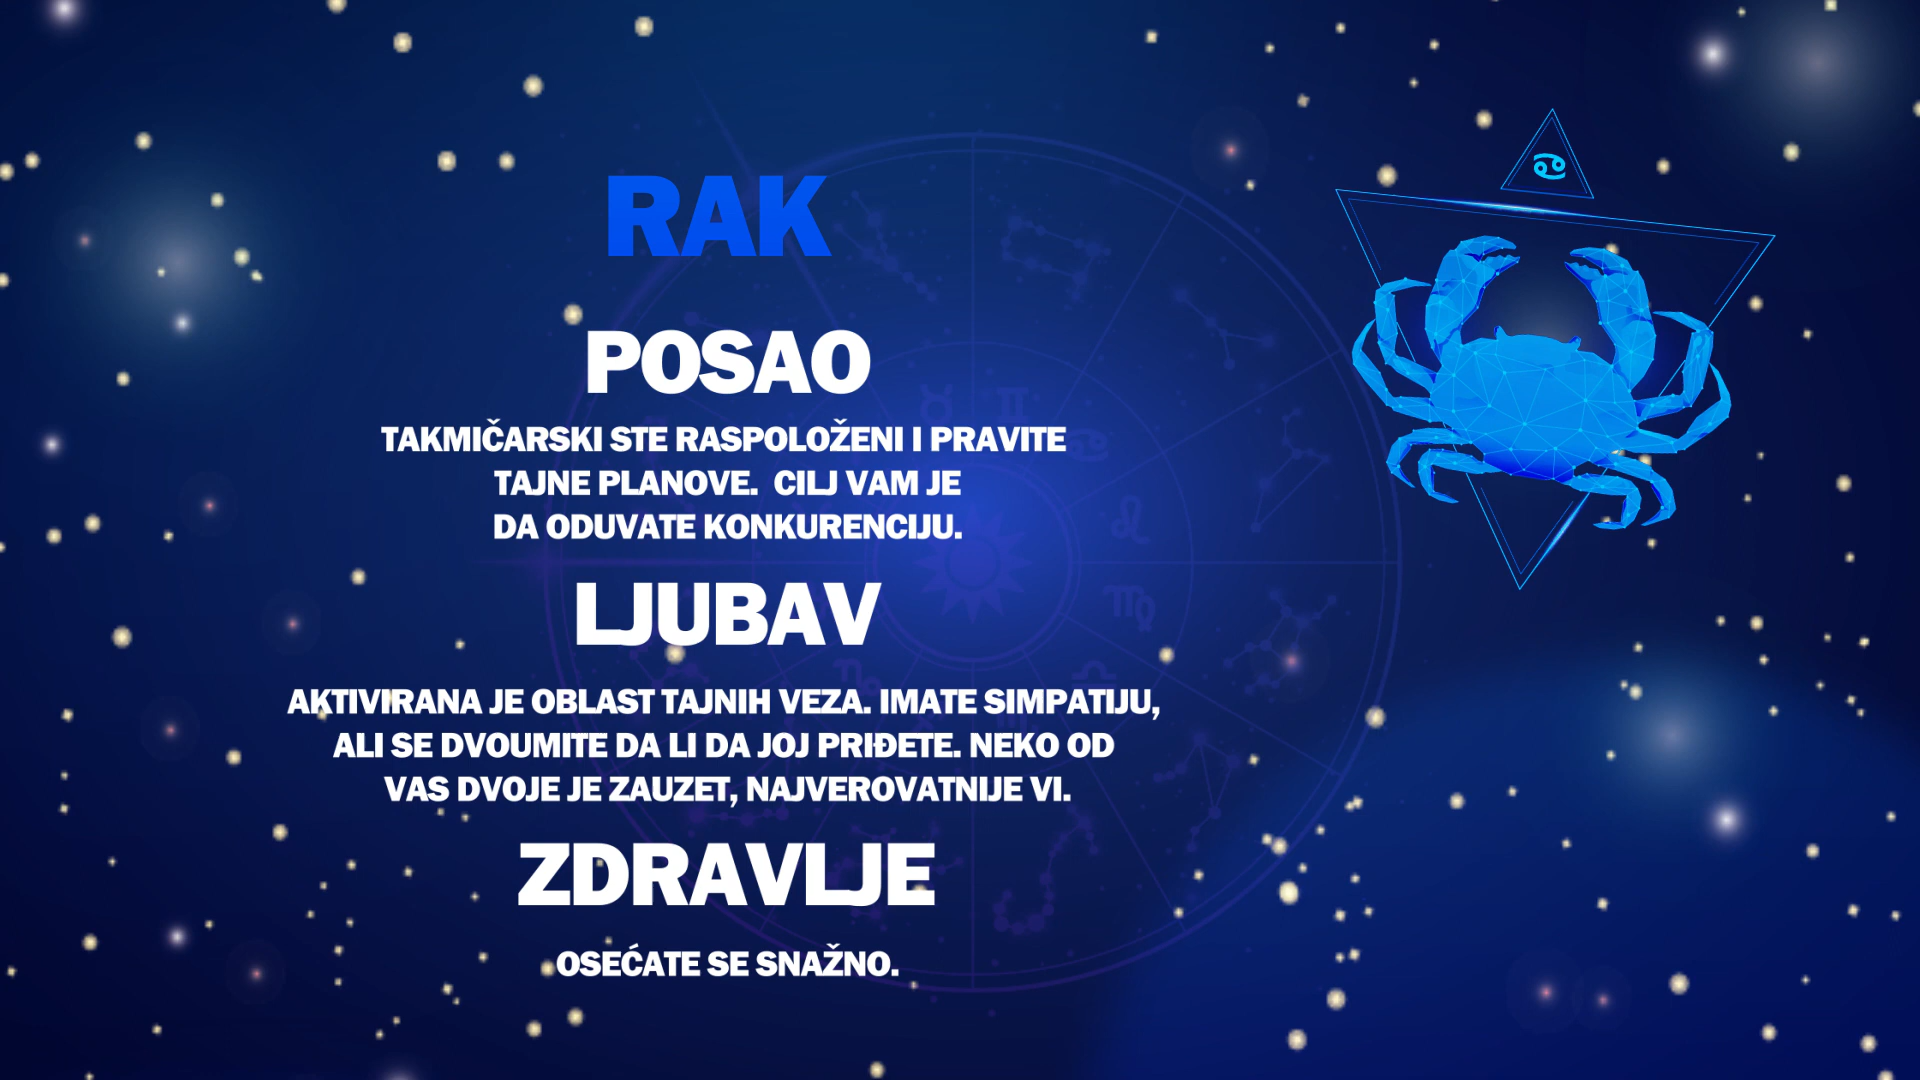 RAK
POSAO
TAKMIČARSKI STE RASPOLOŽENI I PRAVITE
TAJNE PLANOVE. CILJ VAM JE
DA ODUVATE KONKURENCIJU.
LJUBAV
AKTIVIRANA JE OBLAST TAJNIH VEZA. IMATE SIMPATIJU,
ALI SE DVOUMITE DA LI DA JOJ PRIĐETE. NEKO OD
VAS DVOJE JE ZAUZET, NAJVEROVATNIJE VI.
ZDRAVLJE
OSEĆATE SE SNAŽNO.